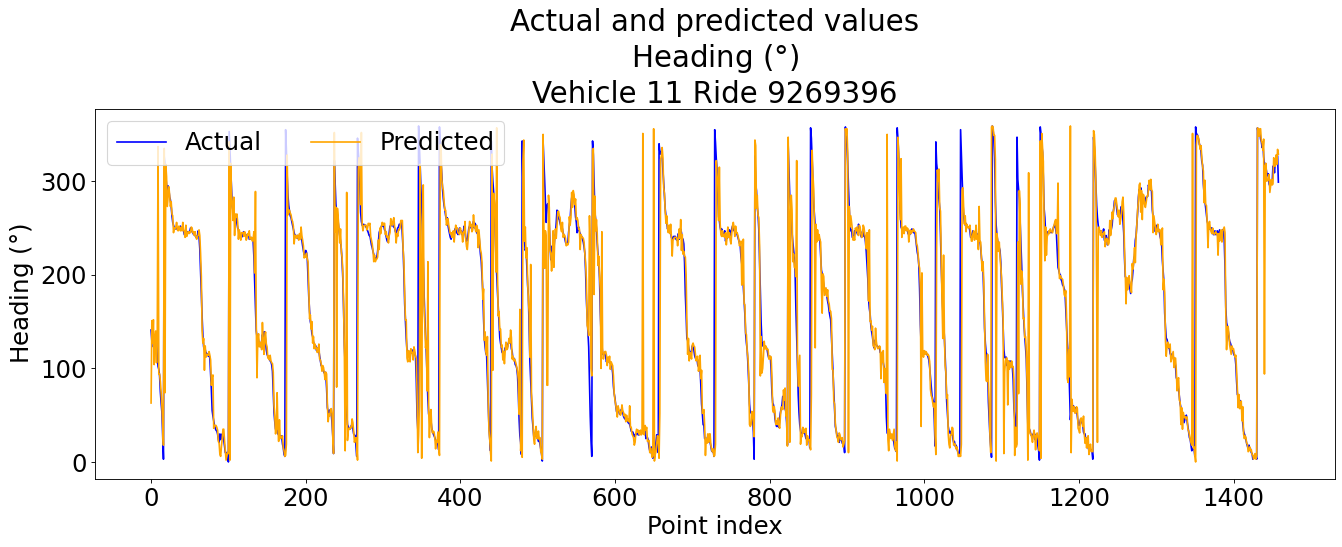 Actual and predicted values
Heading (°)
Vehicle 11 Ride 9269396
Actual
Predicted
Heading (°)
300
200
100
0
0
200
400
600
800
1000
1200
1400
Point index